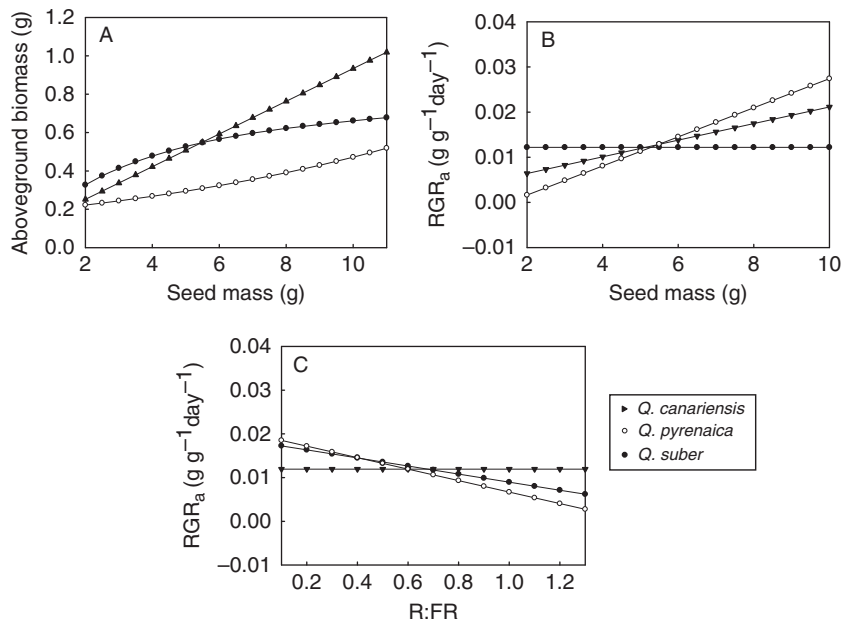 A
Aboveground biomass (g)
1.2
1.0
0.8
0.6
0.4
0.2
0.0
2 4 6 8 10
Seed mass (g)
B
RGRa (g g−1day−1)
0.04
0.03
0.02
0.01
0.00
−0.01
2 4 6 8 10
Seed mass (g)
C
RGRa (g g−1day−1)
0.04
0.03
0.02
0.01
0.00
−0.01
0.2 0.4 0.6 0.8 1.0 1.2
R:FR
Q. canariensis
Q. pyrenaica
Q. suber